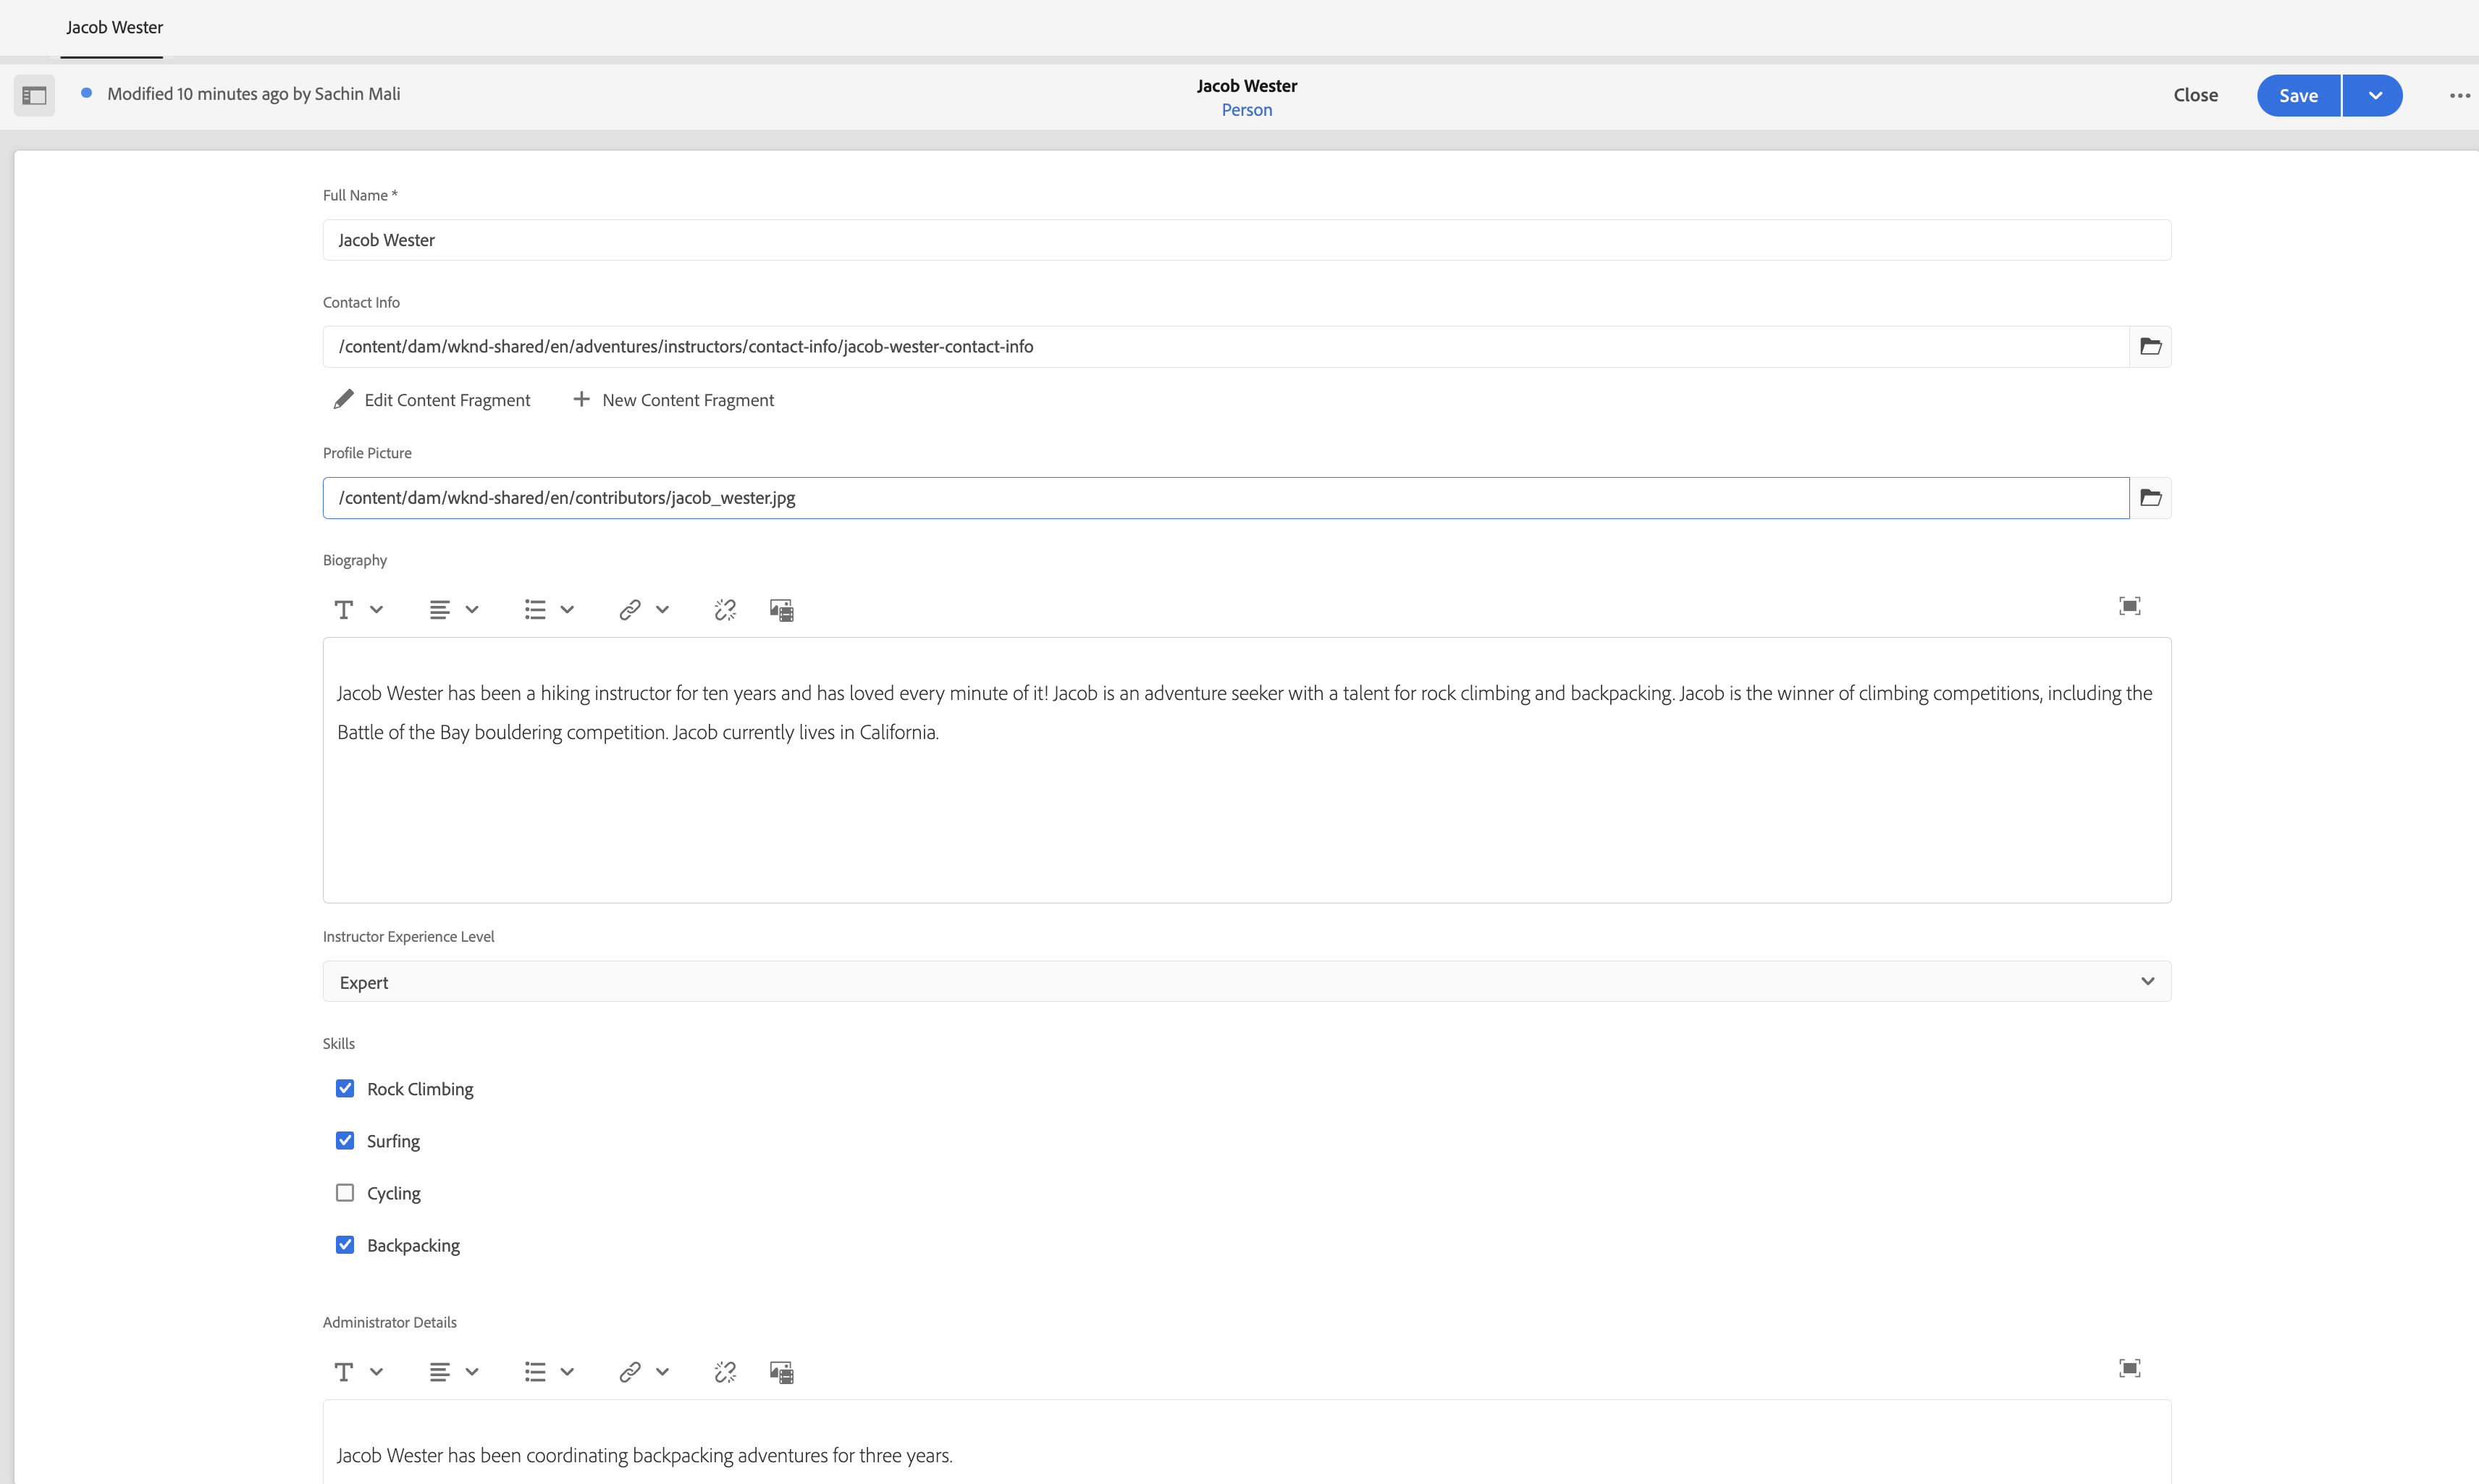 Jacob Wester
Modified 10 minutes ago by Sachin Mali
Jacob Wester
Person
Close
Save
Full Name *
Jacob Wester
Contact Info
/content/dam/wknd-shared/en/adventures/instructors/contact-info/jacob-wester-contact-info
Edit Content Fragment
New Content Fragment
Profile Picture
/content/dam/wknd-shared/en/contributors/jacob_wester.jpg
Biography
Jacob Wester has been a hiking instructor for ten years and has loved every minute of it! Jacob is an adventure seeker with a talent for rock climbing and backpacking. Jacob is the winner of climbing competitions, including the
Battle of the Bay bouldering competition. Jacob currently lives in California.
Instructor Experience Level
Expert
Skills
Rock Climbing
Surfing
Cycling
Backpacking
Administrator Details
Jacob Wester has been coordinating backpacking adventures for three years.